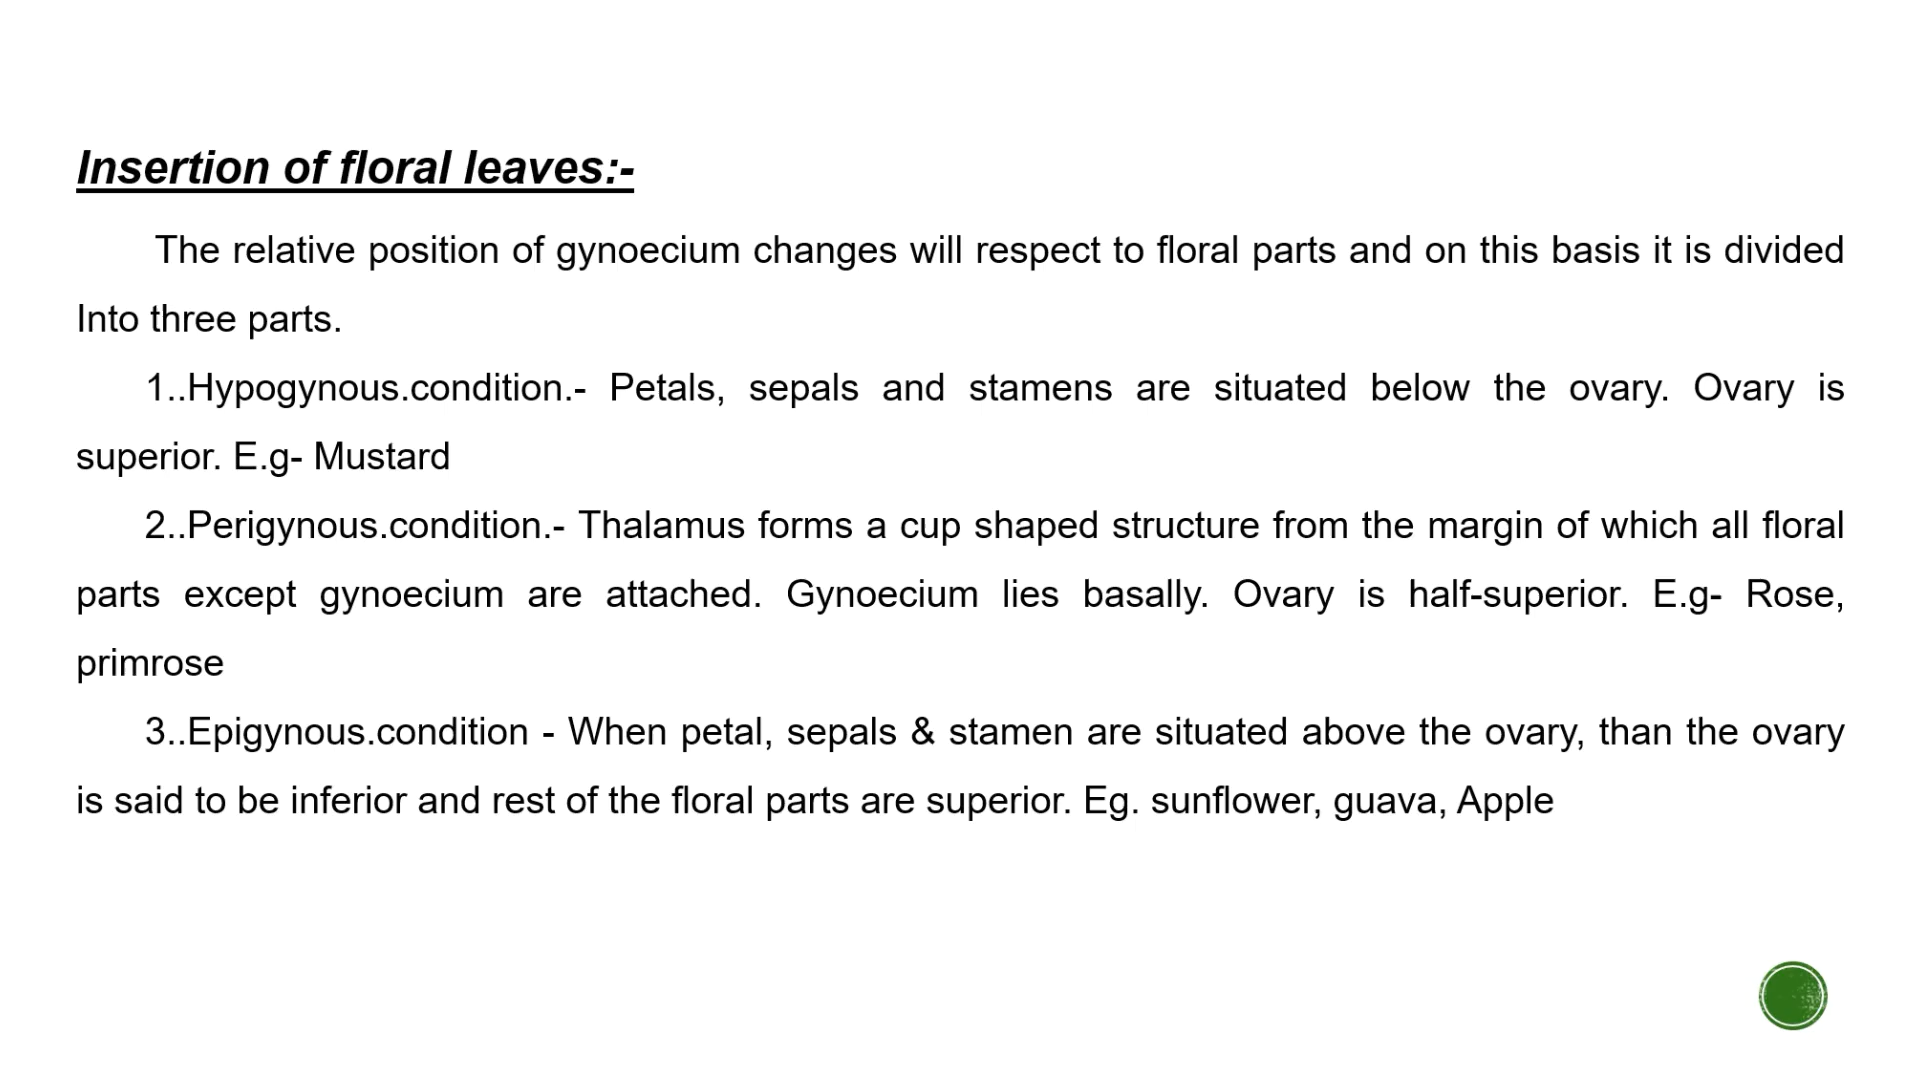 Insertion of floral leaves:-
The relative position of gynoecium changes will respect to floral parts and on this basis it is divided
Into three parts.
1..Hypogynous.condition.- Petals, sepals and stamens are situated below the ovary. Ovary is
superior. E.g- Mustard
2..Perigynous.condition.- Thalamus forms a cup shaped structure from the margin of which all floral
parts except gynoecium are attached. Gynoecium lies basally. Ovary is half-superior. E.g- Rose,
primrose
3..Epigynous.condition - When petal, sepals & stamen are situated above the ovary, than the ovary
is said to be inferior and rest of the floral parts are superior. Eg. sunflower, guava, Apple